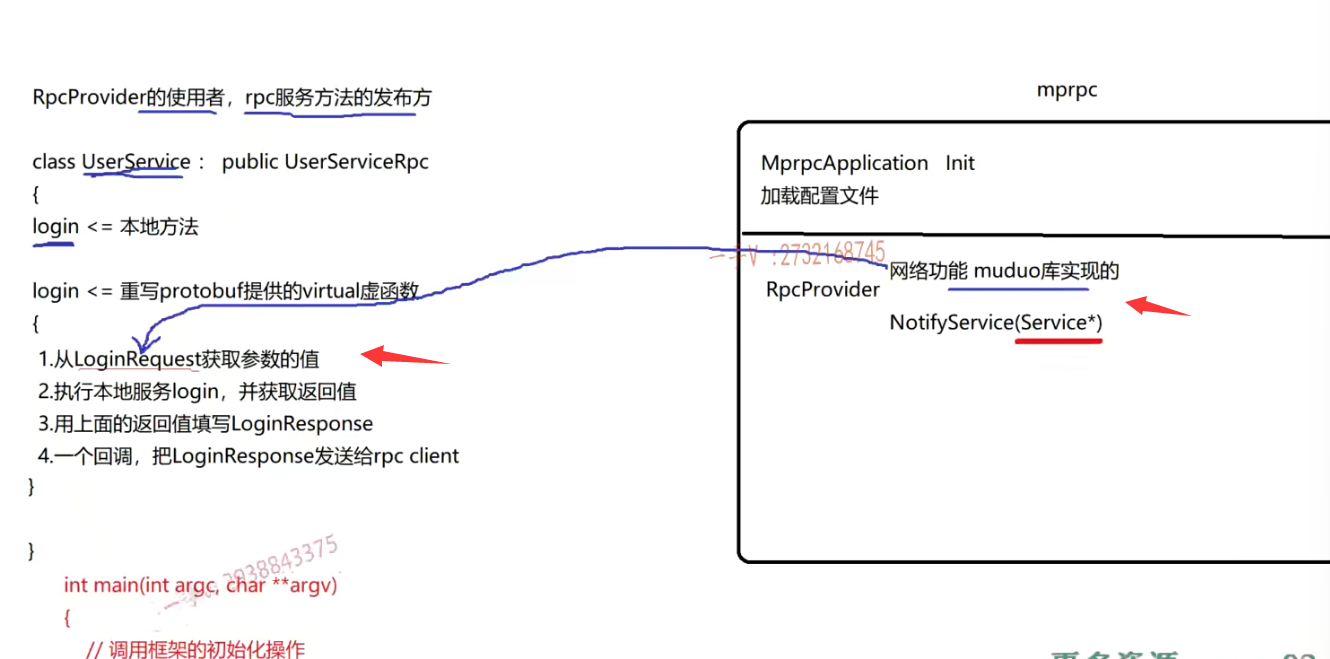 RpcProvider的使用者，rpc服务方法的发布方
class UserService： public UserServiceRpc
{
login <= 本地方法
login <= 重写protobuf提供的virtual虚函数
{
1.从LoginRequest获取参数的值
2.执行本地服务login，并获取返回值
3.用上面的返回值填写LoginResponse
4.一个回调，把LoginResponse发送给rpc client
}
}
int main(int argc, char **argv)
{
// 调用框架的初始化操作
mprpc
MprpcApplication Init
加载配置文件
:2732168745
网络功能 muduo库实现的
RpcProvider
NotifyService(Service*)
2938843375